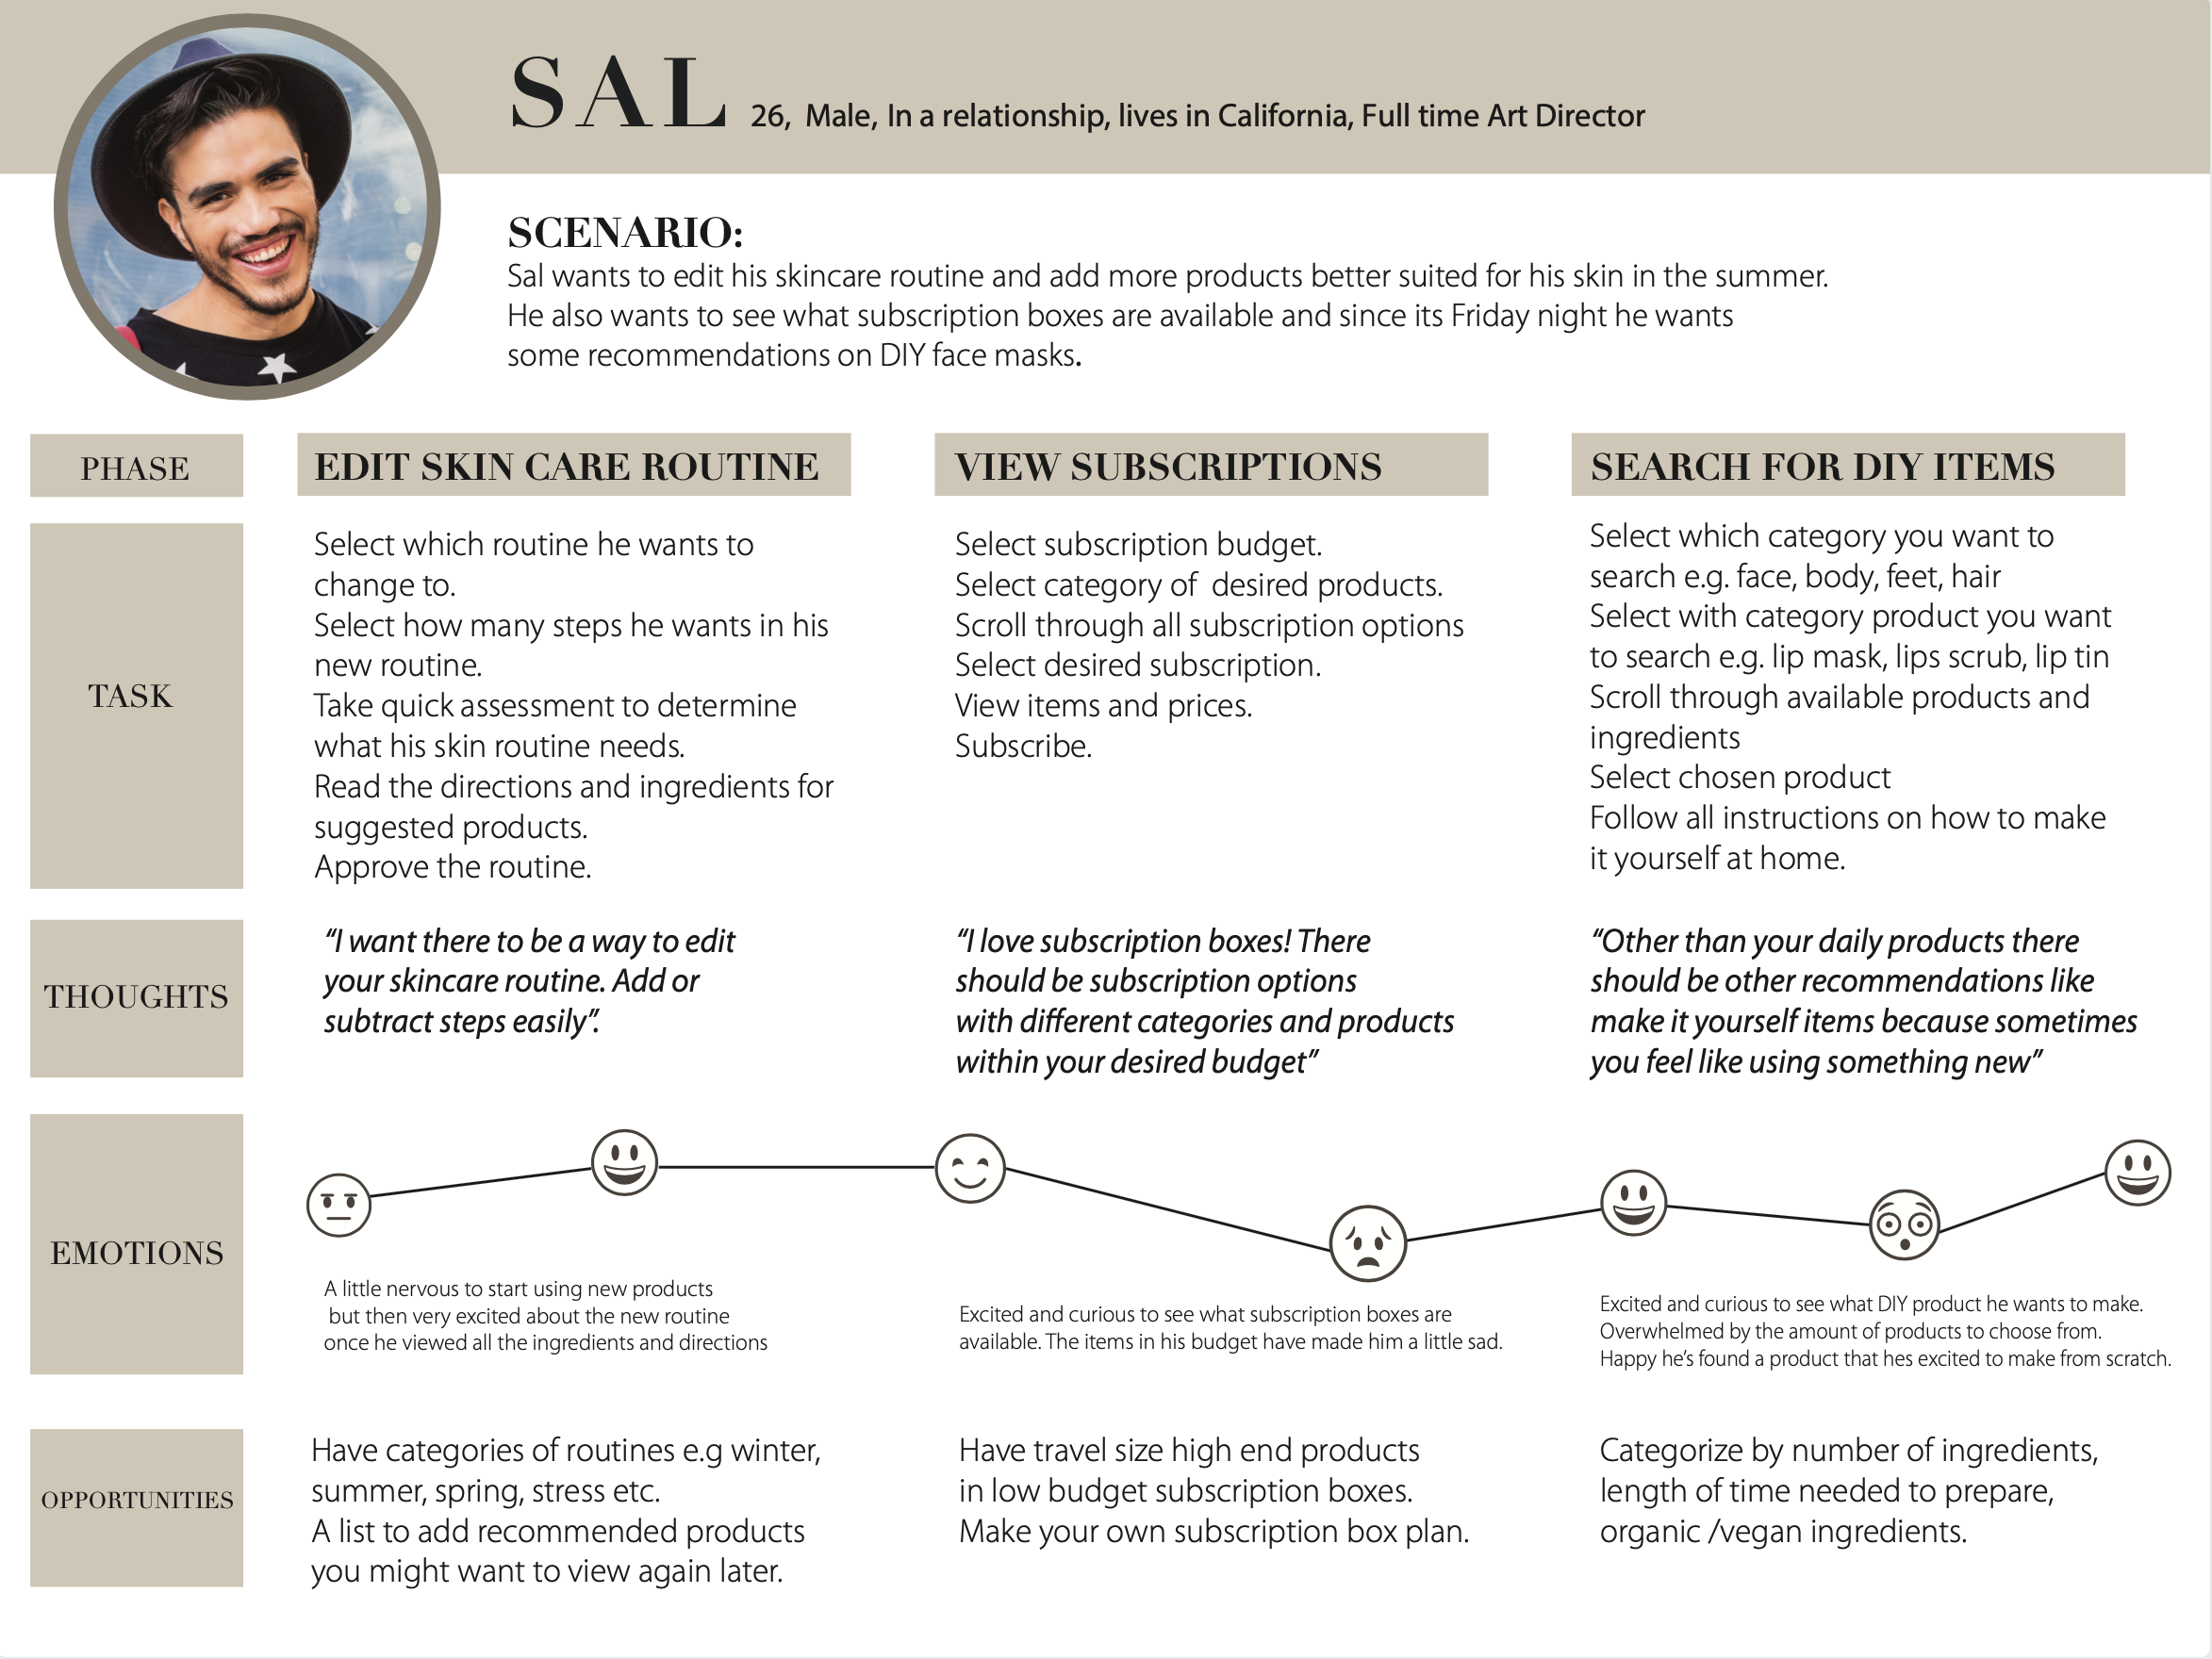 SAL 26, Male, In a relationship, lives in California, Full time Art Director
SCENARIO:
Sal wants to edit his skincare routine and add more products better suited for his skin in the summer.
He also wants to see what subscription boxes are available and since its Friday night he wants
some recommendations on DIY face masks.
PHASE
EDIT SKIN CARE ROUTINE
VIEW SUBSCRIPTIONS
SEARCH FOR DIY ITEMS
TASK
Select which routine he wants to
change to.
Select how many steps he wants in his
new routine.
Take quick assessment to determine
what his skin routine needs.
Read the directions and ingredients for
suggested products.
Approve the routine.
Select subscription budget.
Select category of desired products.
Scroll through all subscription options
Select desired subscription.
View items and prices.
Subscribe.
Select which category you want to
search e.g. face, body, feet, hair
Select with category product you want
to search e.g. lip mask, lips scrub, lip tin
Scroll through available products and
ingredients
Select chosen product
Follow all instructions on how to make
it yourself at home.
THOUGHTS
“I want there to be a way to edit
your skincare routine. Add or
subtract steps easily”.
“I love subscription boxes! There
should be subscription options
with different categories and products
within your desired budget”
“Other than your daily products there
should be other recommendations like
make it yourself items because sometimes
you feel like using something new”
EMOTIONS
A little nervous to start using new products
but then very excited about the new routine
once he viewed all the ingredients and directions
Excited and curious to see what subscription boxes are
available. The items in his budget have made him a little sad.
Excited and curious to see what DIY product he wants to make.
Overwhelmed by the amount of products to choose from.
Happy he’s found a product that hes excited to make from scratch.
OPPORTUNITIES
Have categories of routines e.g winter,
summer, spring, stress etc.
A list to add recommended products
you might want to view again later.
Have travel size high end products
in low budget subscription boxes.
Make your own subscription box plan.
Categorize by number of ingredients,
length of time needed to prepare,
organic /vegan ingredients.